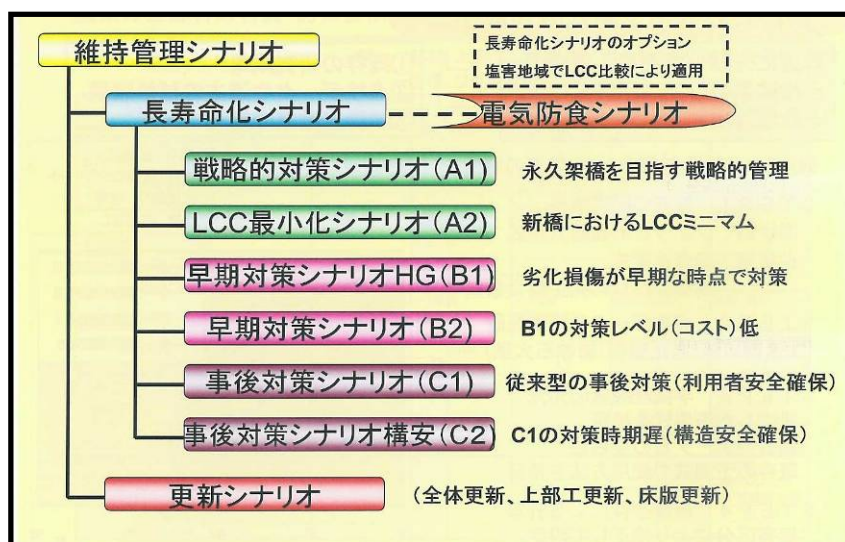 維持管理シナリオ
長寿命化シナリオのオプション
塩害地域でLCC比較により適用
長寿命化シナリオ
電気防食シナリオ
戦略的対策シナリオ(A1) 永久架橋を目指す戦略的管理
LCC最小化シナリオ(A2) 新橋におけるLCCミニマム
早期対策シナリオHG(B1) 劣化損傷が早期な時点で対策
早期対策シナリオ(B2) B1の対策レベル(コスト)低
事後対策シナリオ(C1) 従来型の事後対策(利用者安全確保)
事後対策シナリオ構安(C2) C1の対策時期遅(構造安全確保)
更新シナリオ (全体更新、上部工更新、床版更新)